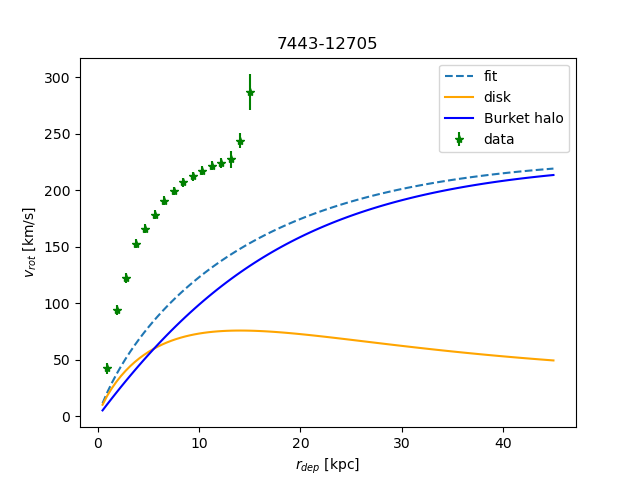 7443-12705
300
250
200
150
100
50
0
v_rot [km/s]
fit
disk
Burket halo
data
0 10 20 30 40
r_dep [kpc]